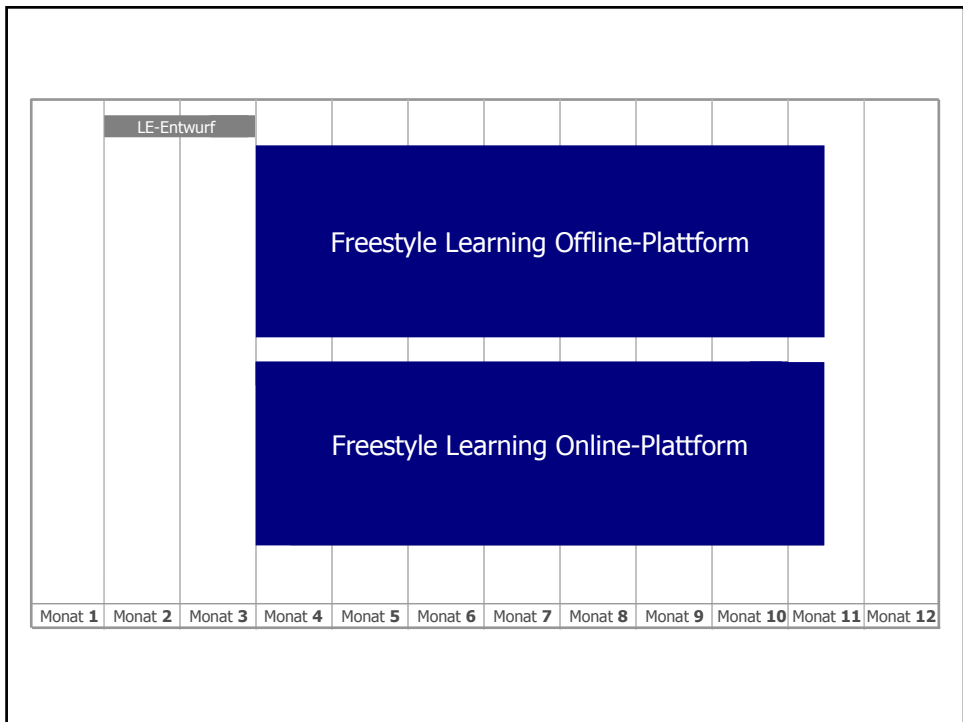 LE-Entwurf
Freestyle Learning Offline-Plattform
Freestyle Learning Online-Plattform
Monat 1 Monat 2 Monat 3 Monat 4 Monat 5 Monat 6 Monat 7 Monat 8 Monat 9 Monat 10 Monat 11 Monat 12